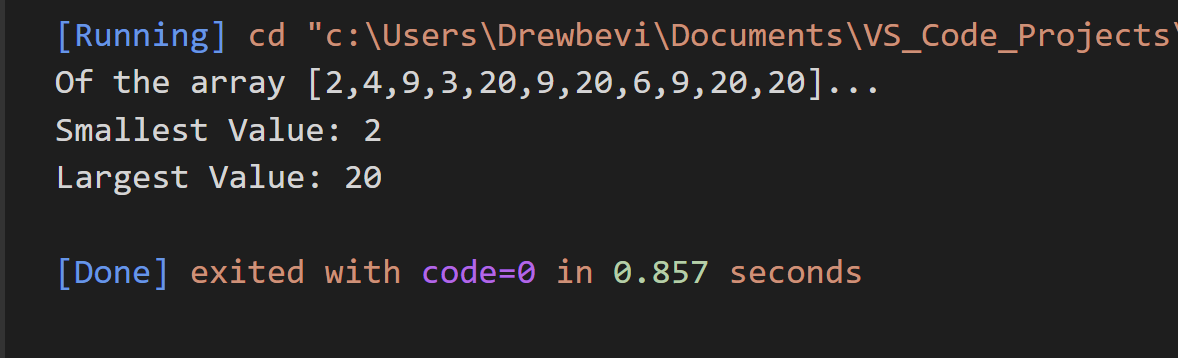 [Running] cd "c:\Users\Drewbevi\Documents\VS_Code_Projects\
Of the array [2,4,9,3,20,9,20,6,9,20,20]...
Smallest Value: 2
Largest Value: 20
[Done] exited with code=0 in 0.857 seconds